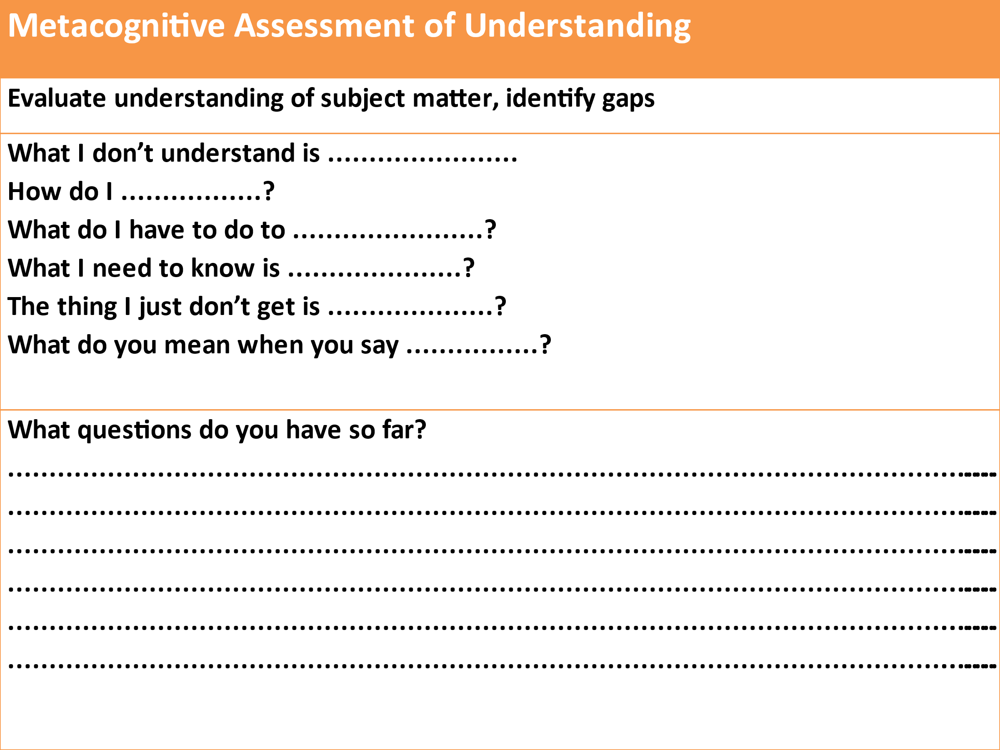 Metacognitive Assessment of Understanding
Evaluate understanding of subject matter, identify gaps
What I don’t understand is .......................
How do I .................?
What do I have to do to .......................?
What I need to know is .....................?
The thing I just don’t get is ....................?
What do you mean when you say ................?
What questions do you have so far?
........................................................................................................................
........................................................................................................................
........................................................................................................................
........................................................................................................................
........................................................................................................................
........................................................................................................................